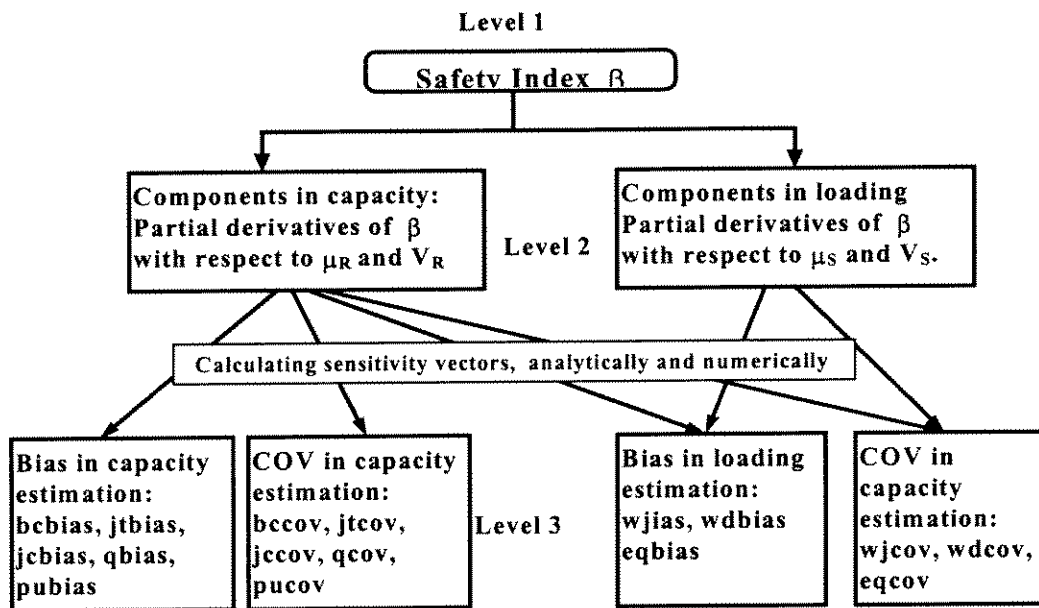 Level 1
Safety Index β
Components in capacity:
Partial derivatives of β
with respect to μR and VR
Level 2
Components in loading
Partial derivatives of β
with respect to μS and VS.
Calculating sensitivity vectors, analytically and numerically
Bias in capacity
estimation:
bcbias, jtbias,
jcbias, qbias,
pubias
COV in capacity
estimation:
bccov, jtcov,
jccov, qcov,
pucov
Level 3
Bias in loading
estimation:
wjias, wdbias
eqbias
COV in
capacity
estimation:
wjcov, wdcov,
eqcov